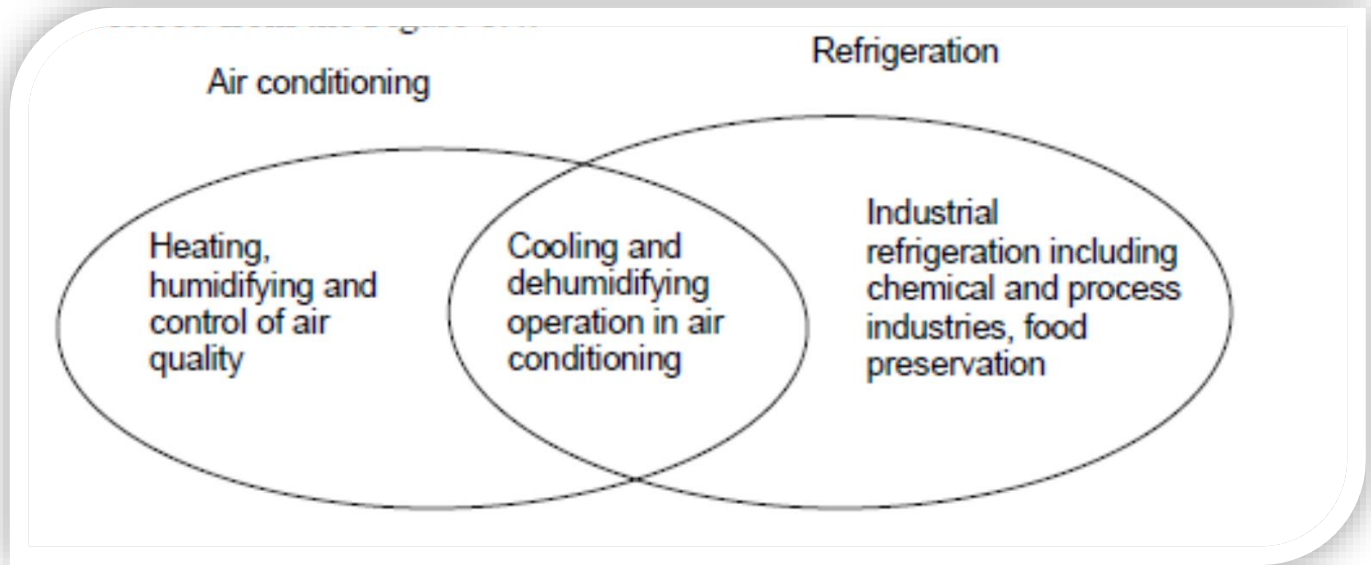 Air conditioning
Refrigeration
Heating,
humidifying and
control of air
quality
Cooling and
dehumidifying
operation in air
conditioning
Industrial
refrigeration including
chemical and process
industries, food
preservation